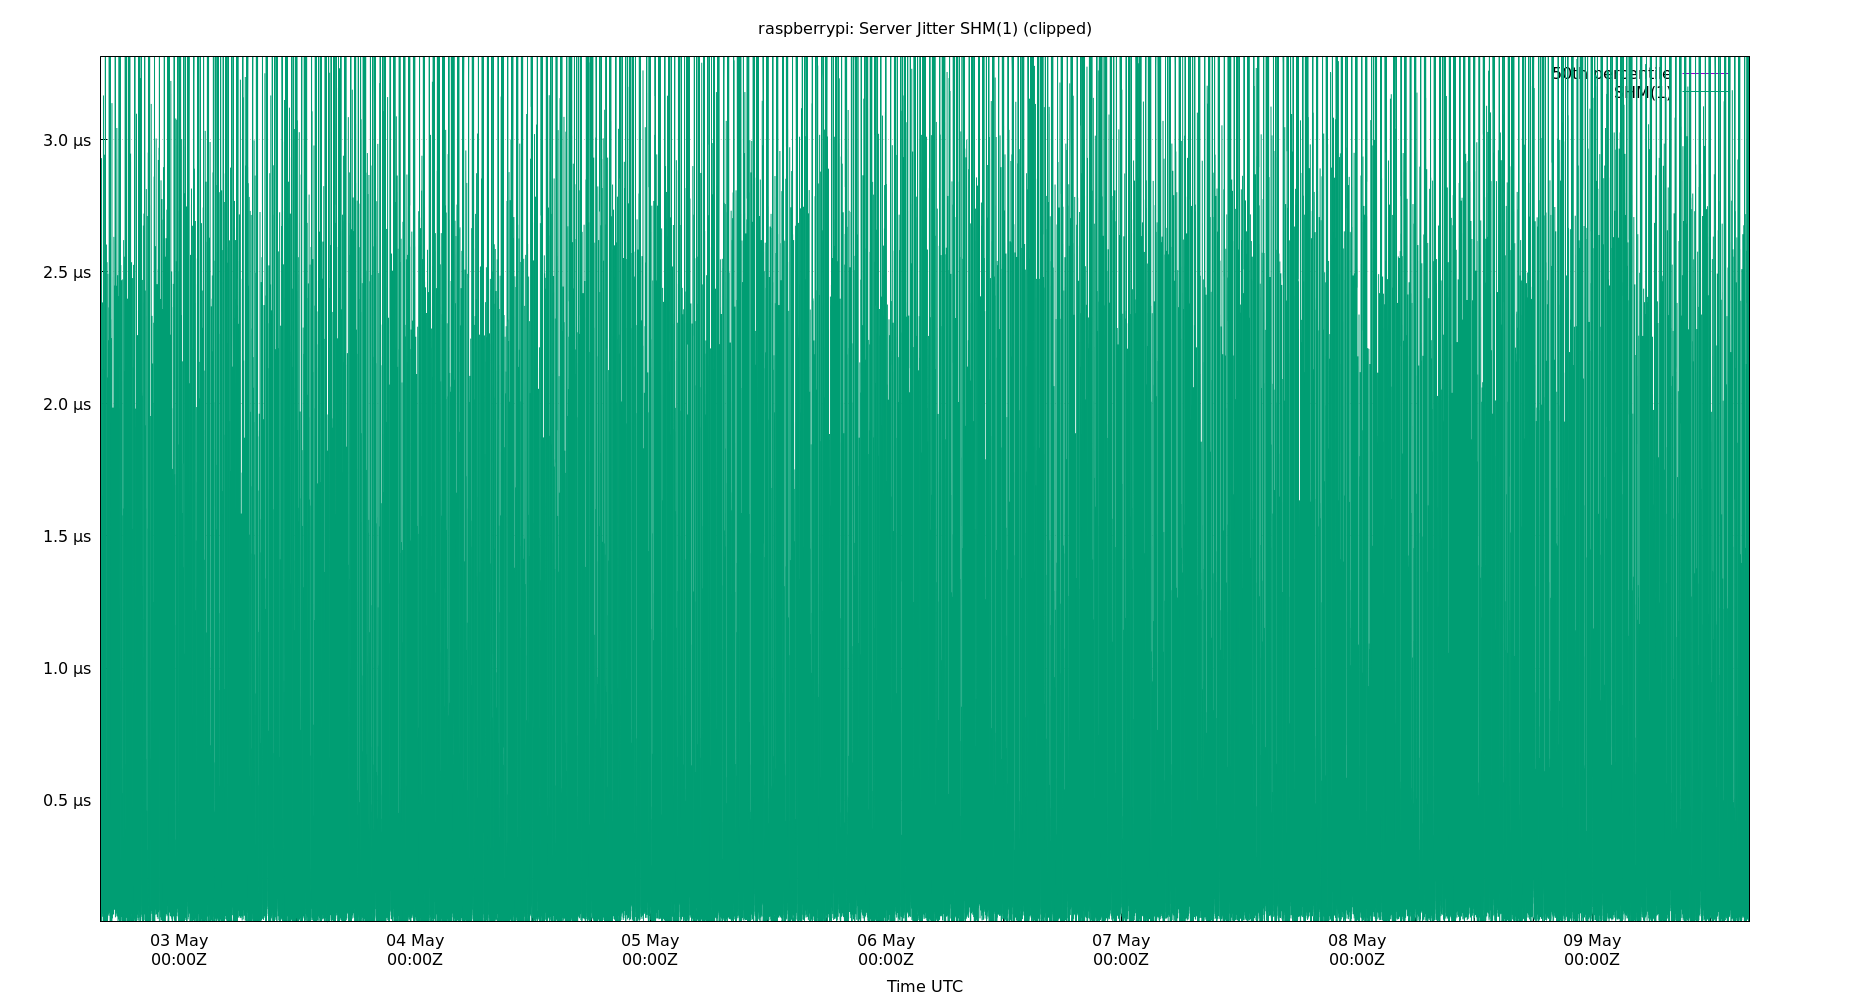 raspberrypi: Server Jitter SHM(1) (clipped)
50th percentile
SHM(1)
3.0 µs
2.5 µs
2.0 µs
1.5 µs
1.0 µs
0.5 µs
03 May 04 May 05 May 06 May 07 May 08 May 09 May
00:00Z 00:00Z 00:00Z 00:00Z 00:00Z 00:00Z 00:00Z
Time UTC